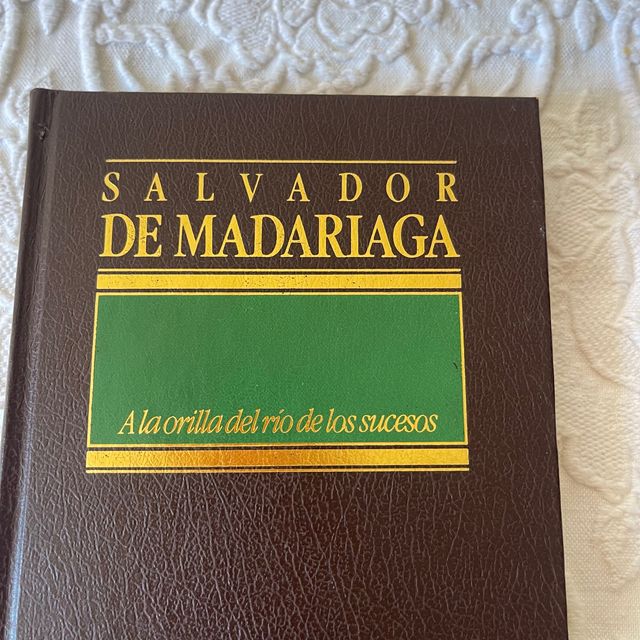 SALVADOR
DE MADARIAGA
A la orilla del río de los sucesos